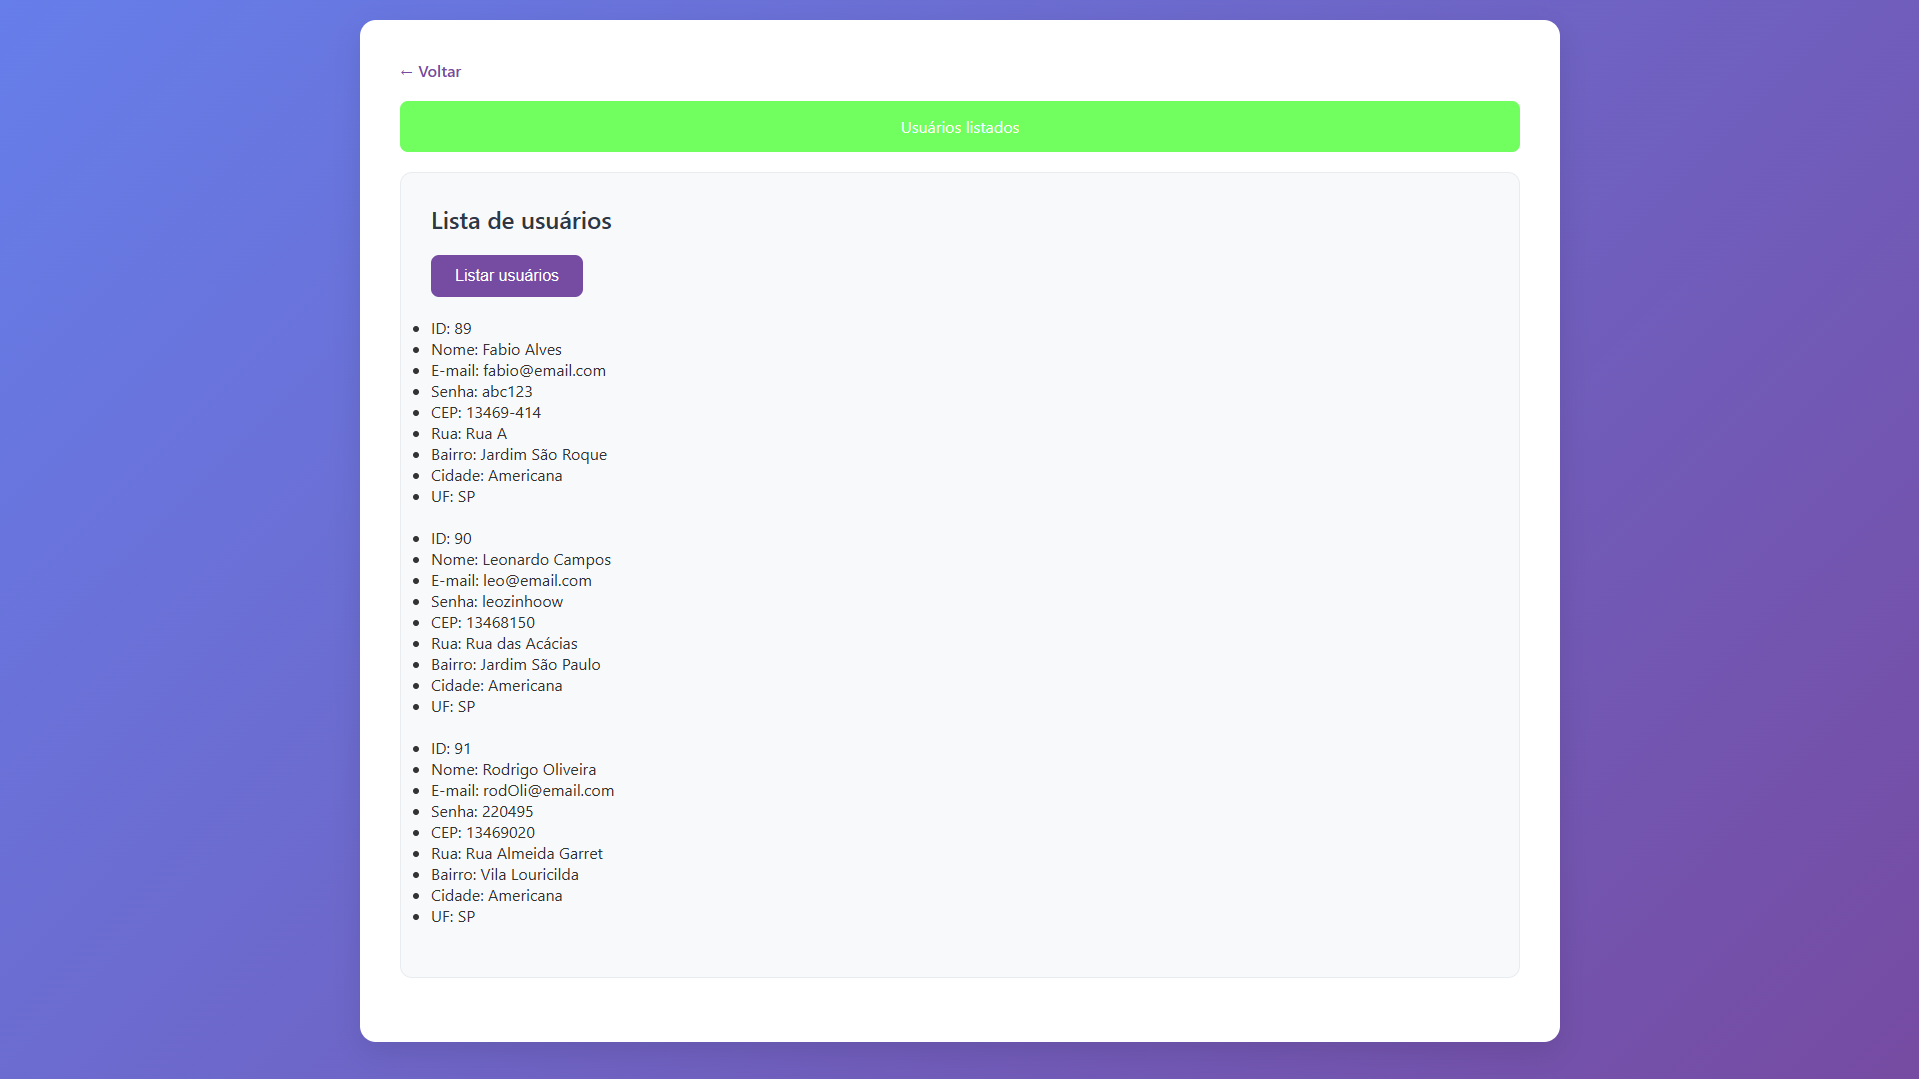 ← Voltar
Usuários listados
Lista de usuários
Listar usuários
ID: 89
Nome: Fabio Alves
E-mail: fabio@email.com
Senha: abc123
CEP: 13469-414
Rua: Rua A
Bairro: Jardim São Roque
Cidade: Americana
UF: SP
ID: 90
Nome: Leonardo Campos
E-mail: leo@email.com
Senha: leozinhoow
CEP: 13468150
Rua: Rua das Acácias
Bairro: Jardim São Paulo
Cidade: Americana
UF: SP
ID: 91
Nome: Rodrigo Oliveira
E-mail: rodOli@email.com
Senha: 220495
CEP: 13469020
Rua: Rua Almeida Garret
Bairro: Vila Louricilda
Cidade: Americana
UF: SP